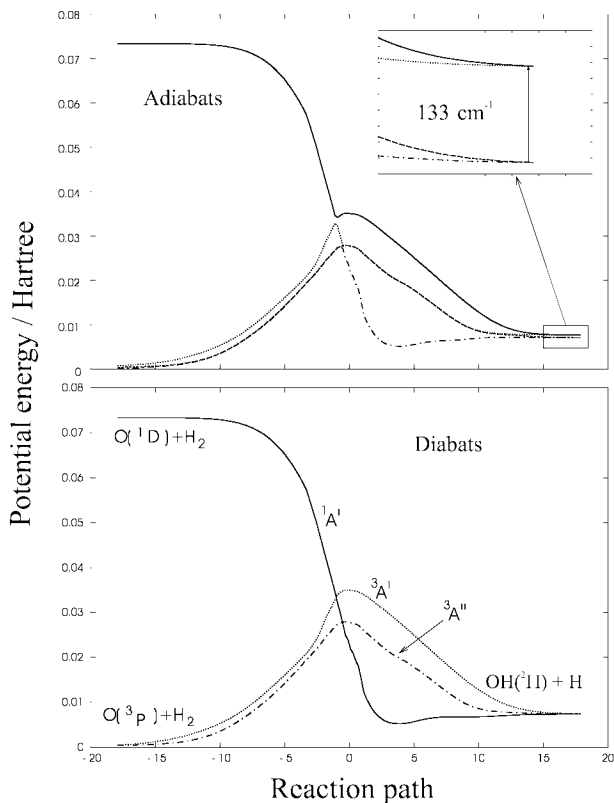 0.08
0.07
0.06
0.05
0.04
0.03
0.02
0.01
0
Adiabats
133 cm⁻¹
Potential energy / Hartree
0.08
0.07
0.06
0.05
0.04
0.03
0.02
0.01
0
O(¹D)+H₂
Diabats
¹A'
³A'
³A"
OH(²Π) + H
O(³P)+H₂
-20 -15 -10 -5 0 5 10 15 20
Reaction path